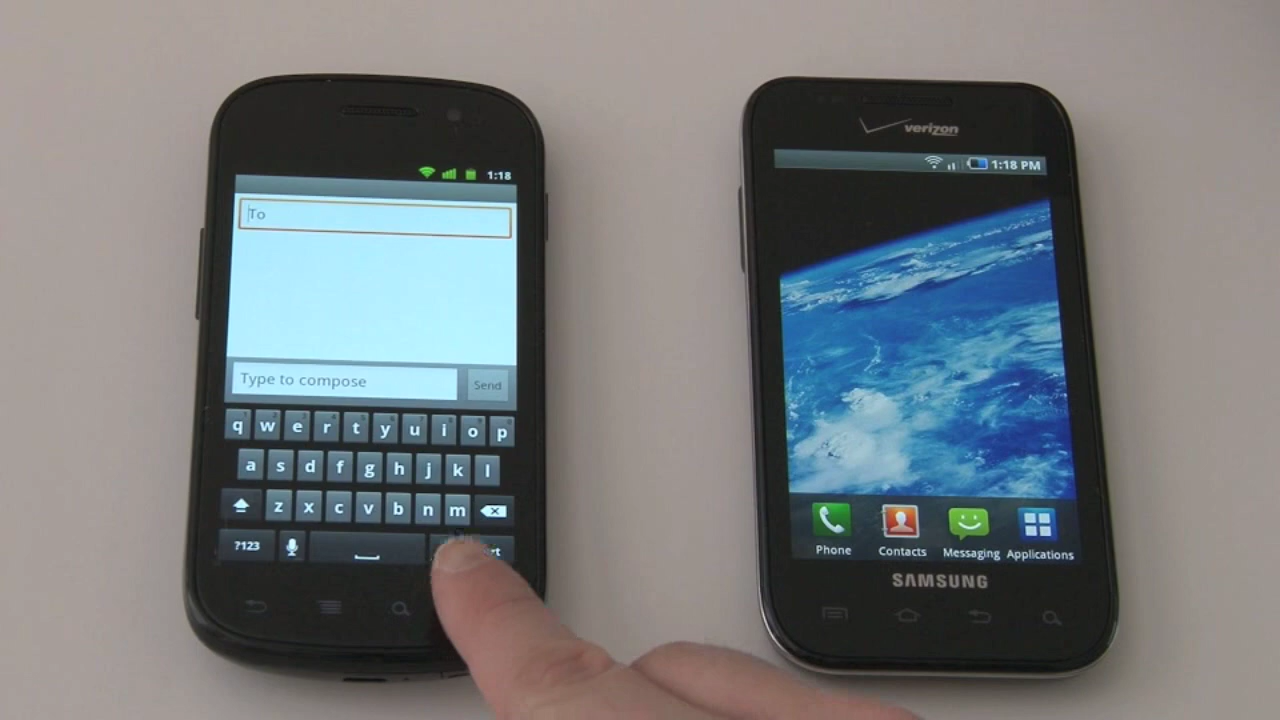 1:18
To
Type to compose
Send
q w e r t y u i o p
a s d f g h j k l
z x c v b n m
?123
verizon
1:18 PM
Phone
Contacts
Messaging
Applications
SAMSUNG